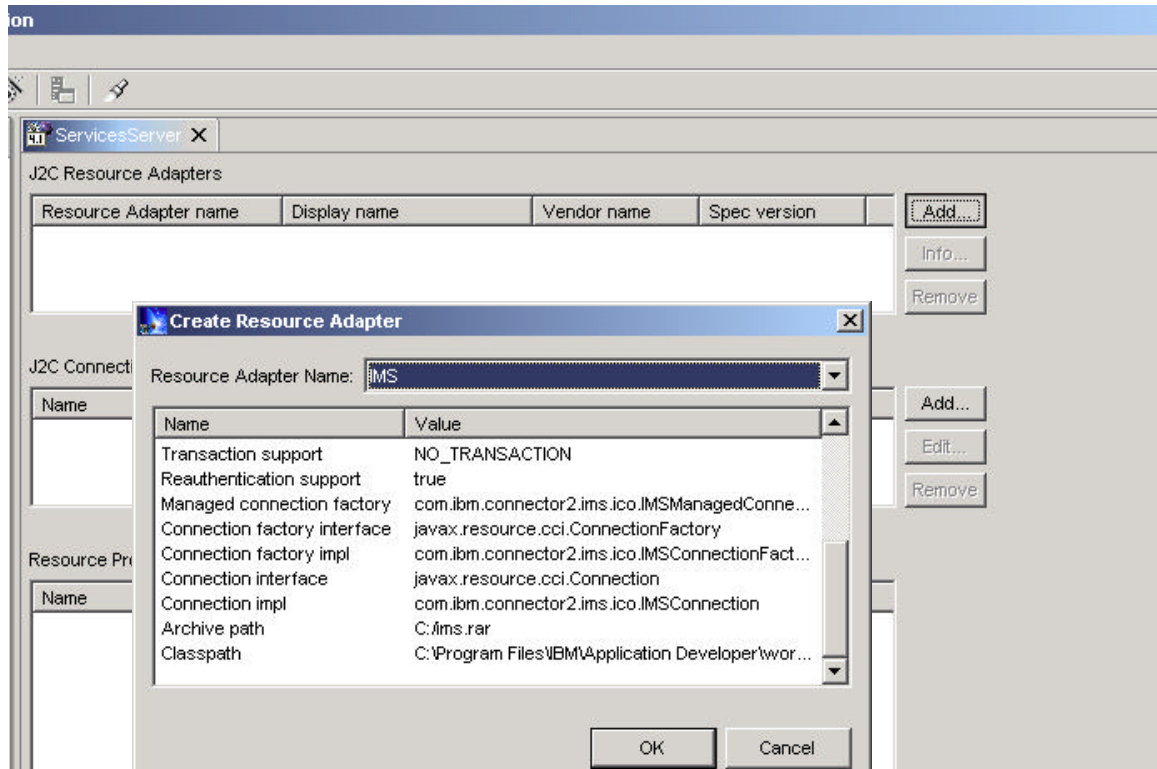 ion
ServicesServer
J2C Resource Adapters
Resource Adapter name Display name Vendor name Spec version
Add...
Info...
Remove
Create Resource Adapter
J2C Connecti
Resource Adapter Name: IMS
Name
Add...
Name Value
Edit...
Transaction support NO_TRANSACTION
Reauthentication support true
Remove
Managed connection factory com.ibm.connector2.ims.ico.IMSManagedConne...
Connection factory interface javax.resource.cci.ConnectionFactory
Connection factory impl com.ibm.connector2.ims.ico.IMSConnectionFact...
Resource Pr
Connection interface javax.resource.cci.Connection
Name
Connection impl com.ibm.connector2.ims.ico.IMSConnection
Archive path C:/ims.rar
Classpath C:\Program Files\IBM\Application Developer\wor...
OK Cancel